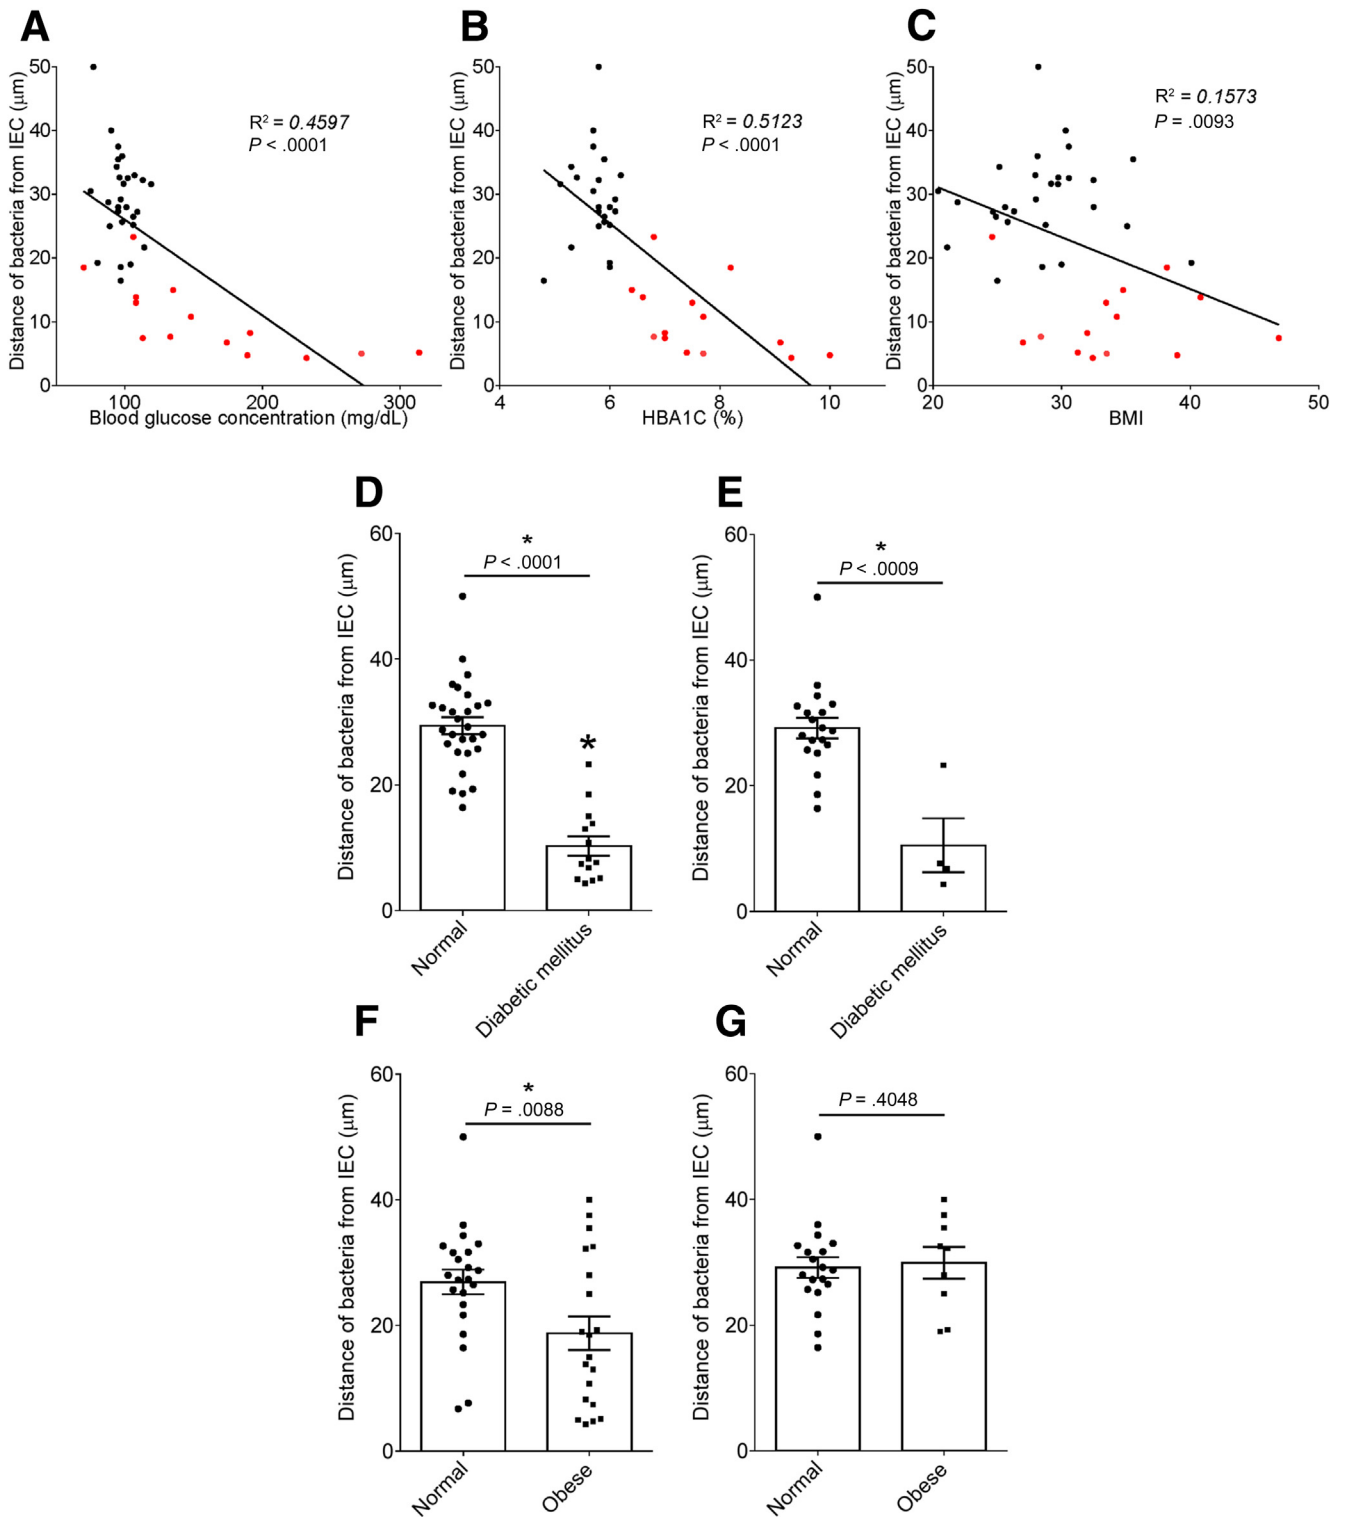 A
B
C
Distance of bacteria from IEC (μm)
50
40
30
20
10
0
R² = 0.4597
P < .0001
100
200
300
Blood glucose concentration (mg/dL)
Distance of bacteria from IEC (μm)
50
40
30
20
10
0
R² = 0.5123
P < .0001
4
6
8
10
HBA1C (%)
Distance of bacteria from IEC (μm)
50
40
30
20
10
0
R² = 0.1573
P = .0093
20
30
40
50
BMI
D
Distance of bacteria from IEC (μm)
60
40
20
0
*
P < .0001
*
Normal
Diabetic mellitus
E
Distance of bacteria from IEC (μm)
60
40
20
0
*
P < .0009
Normal
Diabetic mellitus
F
Distance of bacteria from IEC (μm)
60
40
20
0
*
P = .0088
Normal
Obese
G
Distance of bacteria from IEC (μm)
60
40
20
0
P = .4048
Normal
Obese